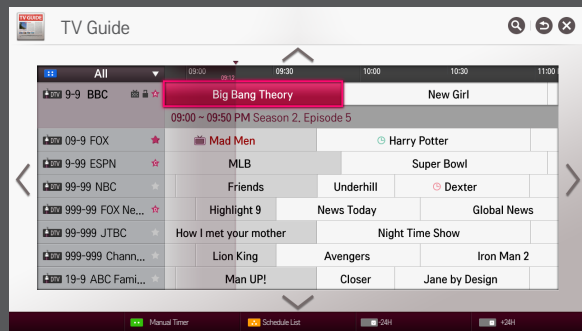 TV GUIDE
TV Guide
All 09:00 09:12 09:30 10:00 10:30 11:00
DTV 9-9 BBC Big Bang Theory New Girl
09:00 ~ 09:50 PM Season 2, Episode 5
DTV 09-9 FOX Mad Men Harry Potter
DTV 9-99 ESPN MLB Super Bowl
DTV 99-99 NBC Friends Underhill Dexter
DTV 999-99 FOX Ne... Highlight 9 News Today Global News
DTV 99-999 JTBC How I met your mother Night Time Show
DTV 999-999 Chann... Lion King Avengers Iron Man 2
DTV 19-9 ABC Fami... Man UP! Closer Jane by Design
Manual Timer Schedule List -24H +24H